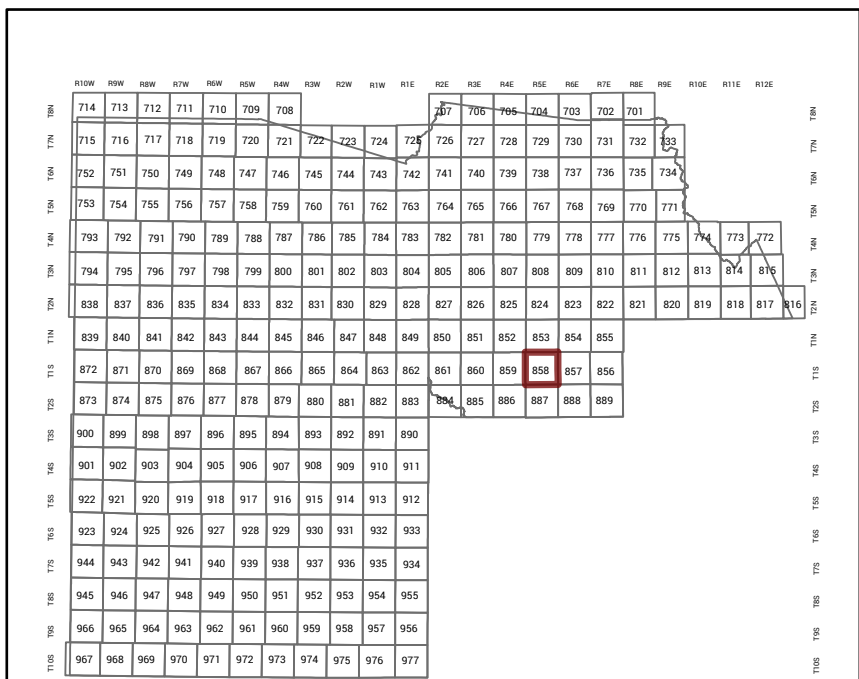 R10W R9W R8W R7W R6W R5W R4W R3W R2W R1W R1E R2E R3E R4E R5E R6E R7E R8E R9E R10E R11E R12E
T8N 714 713 712 711 710 709 708 707 706 705 704 703 702 701 T8N
T7N 715 716 717 718 719 720 721 722 723 724 725 726 727 728 729 730 731 732 733 T7N
T6N 752 751 750 749 748 747 746 745 744 743 742 741 740 739 738 737 736 735 734 T6N
T5N 753 754 755 756 757 758 759 760 761 762 763 764 765 766 767 768 769 770 771 T5N
T4N 793 792 791 790 789 788 787 786 785 784 783 782 781 780 779 778 777 776 775 774 773 772 T4N
T3N 794 795 796 797 798 799 800 801 802 803 804 805 806 807 808 809 810 811 812 813 814 815 T3N
T2N 838 837 836 835 834 833 832 831 830 829 828 827 826 825 824 823 822 821 820 819 818 817 816 T2N
T1N 839 840 841 842 843 844 845 846 847 848 849 850 851 852 853 854 855 T1N
T1S 872 871 870 869 868 867 866 865 864 863 862 861 860 859 858 857 856 T1S
T2S 873 874 875 876 877 878 879 880 881 882 883 884 885 886 887 888 889 T2S
T3S 900 899 898 897 896 895 894 893 892 891 890 T3S
T4S 901 902 903 904 905 906 907 908 909 910 911 T4S
T5S 922 921 920 919 918 917 916 915 914 913 912 T5S
T6S 923 924 925 926 927 928 929 930 931 932 933 T6S
T7S 944 943 942 941 940 939 938 937 936 935 934 T7S
T8S 945 946 947 948 949 950 951 952 953 954 955 T8S
T9S 966 965 964 963 962 961 960 959 958 957 956 T9S
T10S 967 968 969 970 971 972 973 974 975 976 977 T10S